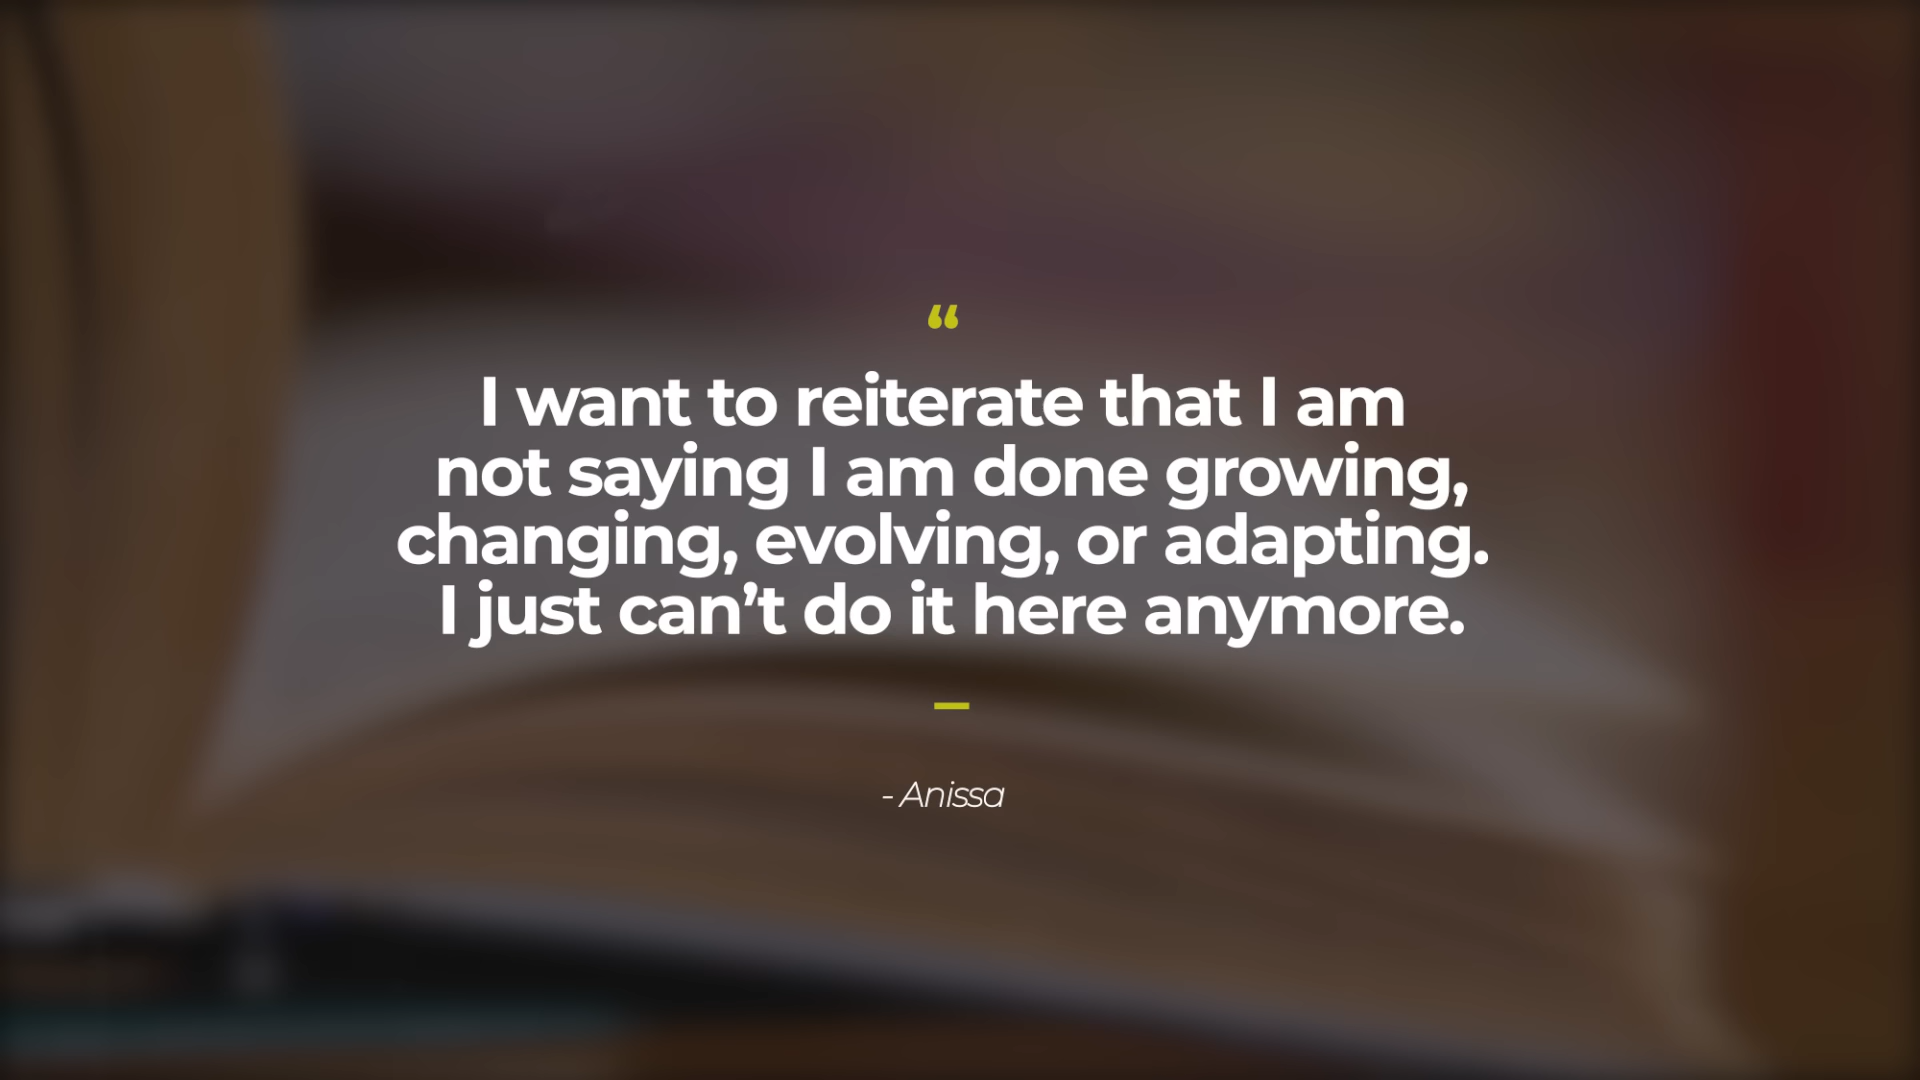 “
I want to reiterate that I am
not saying I am done growing,
changing, evolving, or adapting.
I just can’t do it here anymore.
- Anissa